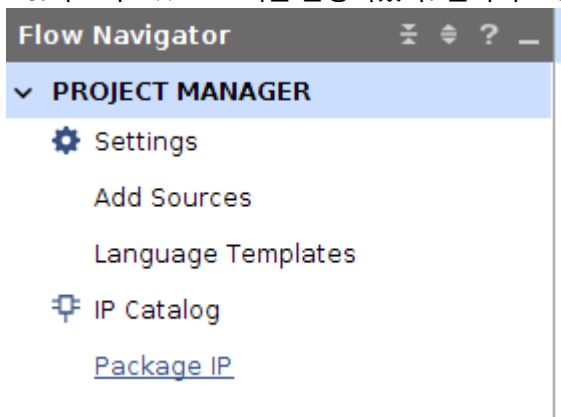 Flow Navigator ?
PROJECT MANAGER
Settings
Add Sources
Language Templates
IP Catalog
Package IP